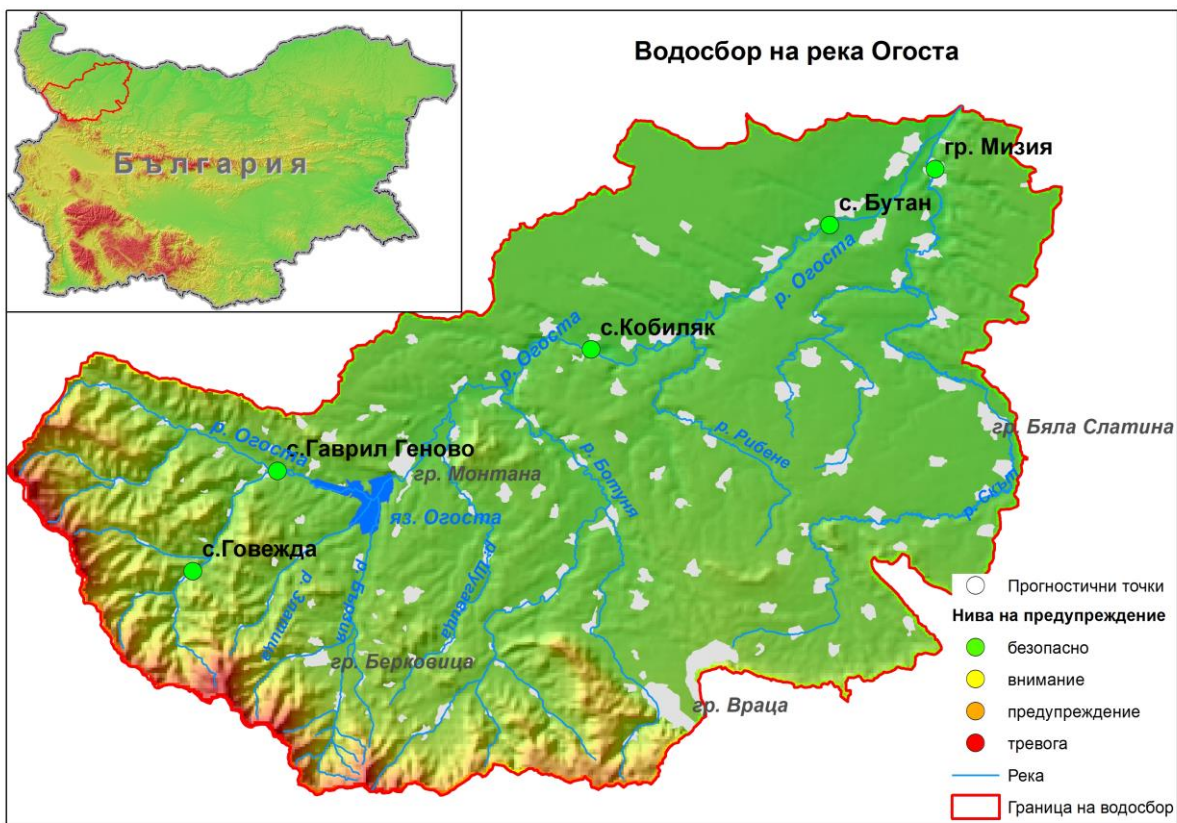 Водосбор на река Огоста
България
гр. Мизия
с. Бутан
р. Огоста
с.Кобиляк
р. Огоста
гр. Бяла Слатина
р. Рибене
р. Огоста
с.Гаврил Геново
р. Ботуня
гр. Монтана
р. Скът
яз. Огоста
с.Говежда
р. Златица
р. Бързия
р. Шугавица
гр. Берковица
гр. Враца
Прогностични точки
Нива на предупреждение
безопасно
внимание
предупреждение
тревога
Река
Граница на водосбор